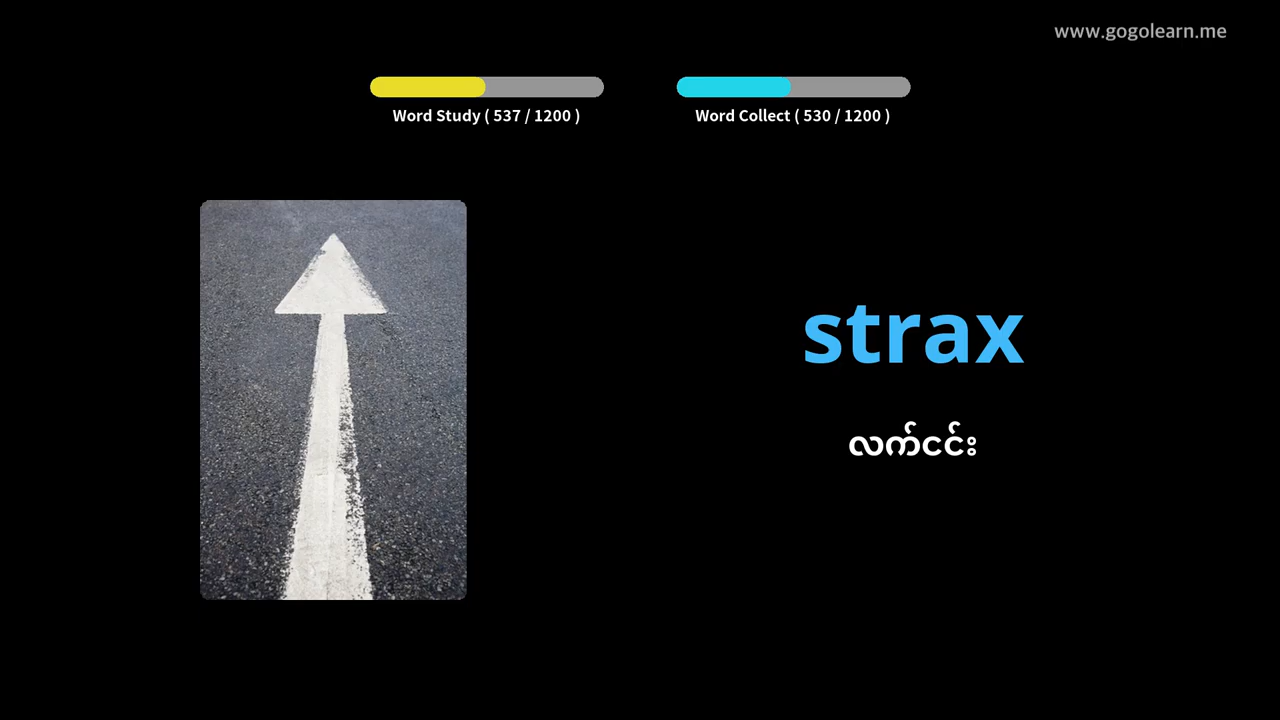 www.gogolearn.me
Word Study ( 537 / 1200 )
Word Collect ( 530 / 1200 )
strax
လက်ငင်း